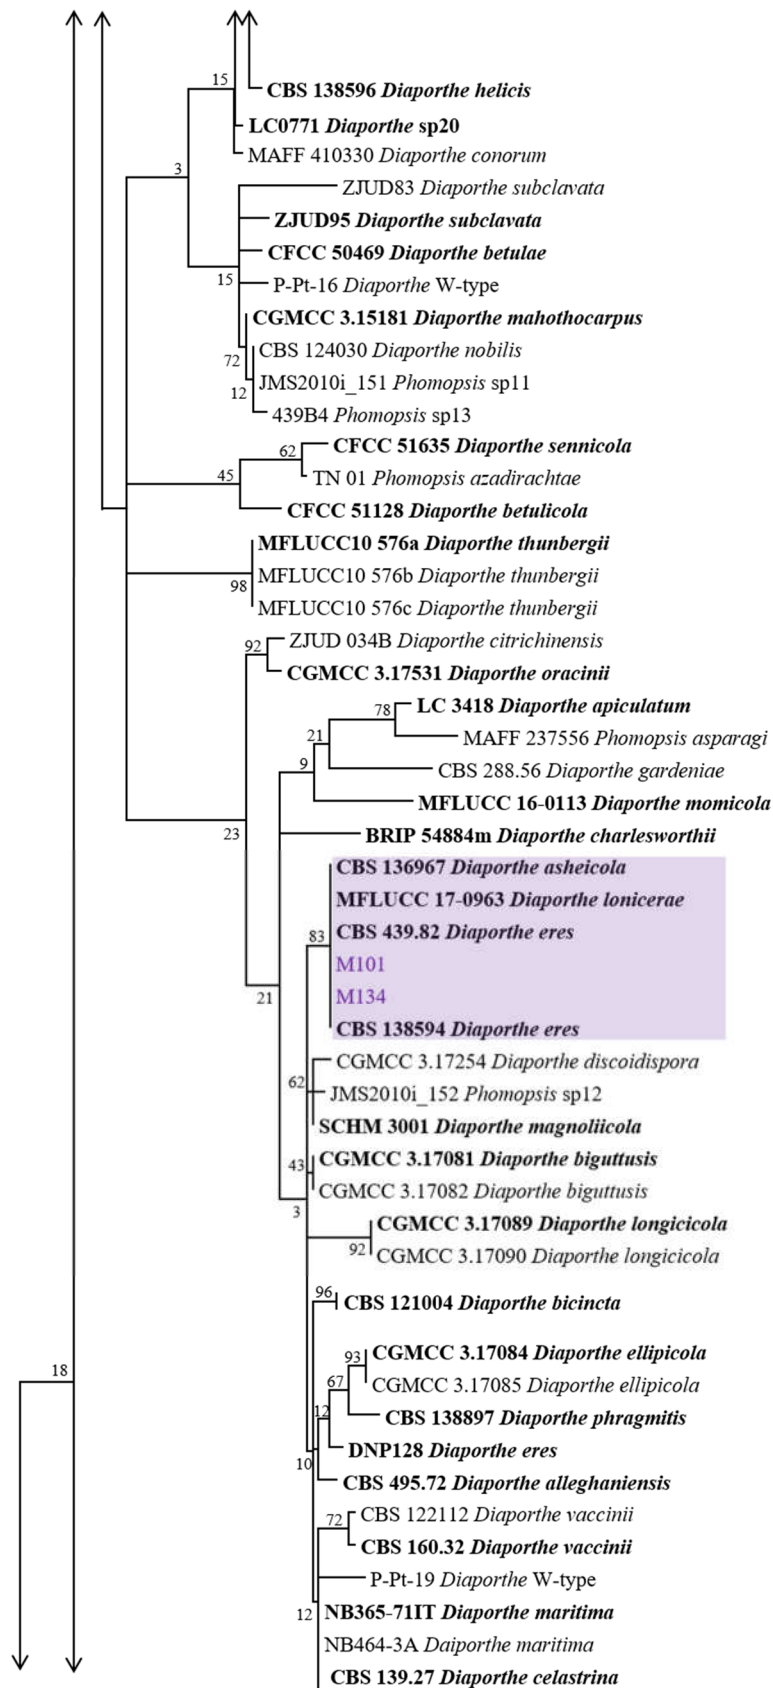 15
CBS 138596 Diaporthe helicis
LC0771 Diaporthe sp20
MAFF 410330 Diaporthe conorum
3
ZJUD83 Diaporthe subclavata
ZJUD95 Diaporthe subclavata
CFCC 50469 Diaporthe betulae
15
P-Pt-16 Diaporthe W-type
CGMCC 3.15181 Diaporthe mahothocarpus
72
CBS 124030 Diaporthe nobilis
JMS2010i_151 Phomopsis sp11
12
439B4 Phomopsis sp13
CFCC 51635 Diaporthe sennicola
62
45
TN 01 Phomopsis azadirachtae
CFCC 51128 Diaporthe betulicola
MFLUCC10 576a Diaporthe thunbergii
MFLUCC10 576b Diaporthe thunbergii
98
MFLUCC10 576c Diaporthe thunbergii
92
ZJUD 034B Diaporthe citrichinensis
CGMCC 3.17531 Diaporthe oracinii
78
LC 3418 Diaporthe apiculatum
21
MAFF 237556 Phomopsis asparagi
9
CBS 288.56 Diaporthe gardeniae
MFLUCC 16-0113 Diaporthe momicola
23
BRIP 54884m Diaporthe charlesworthii
CBS 136967 Diaporthe asheicola
MFLUCC 17-0963 Diaporthe lonicerae
83
CBS 439.82 Diaporthe eres
M101
21
M134
CBS 138594 Diaporthe eres
CGMCC 3.17254 Diaporthe discoidispora
62
JMS2010i_152 Phomopsis sp12
SCHM 3001 Diaporthe magnoliicola
43
CGMCC 3.17081 Diaporthe biguttusis
CGMCC 3.17082 Diaporthe biguttusis
3
CGMCC 3.17089 Diaporthe longicicola
92
CGMCC 3.17090 Diaporthe longicicola
96
CBS 121004 Diaporthe bicincta
18
93
CGMCC 3.17084 Diaporthe ellipicola
67
CGMCC 3.17085 Diaporthe ellipicola
12
CBS 138897 Diaporthe phragmitis
DNP128 Diaporthe eres
10
CBS 495.72 Diaporthe alleghaniensis
72
CBS 122112 Diaporthe vaccinii
CBS 160.32 Diaporthe vaccinii
P-Pt-19 Diaporthe W-type
12
NB365-71IT Diaporthe maritima
NB464-3A Daiporthe maritima
CBS 139.27 Diaporthe celastrina